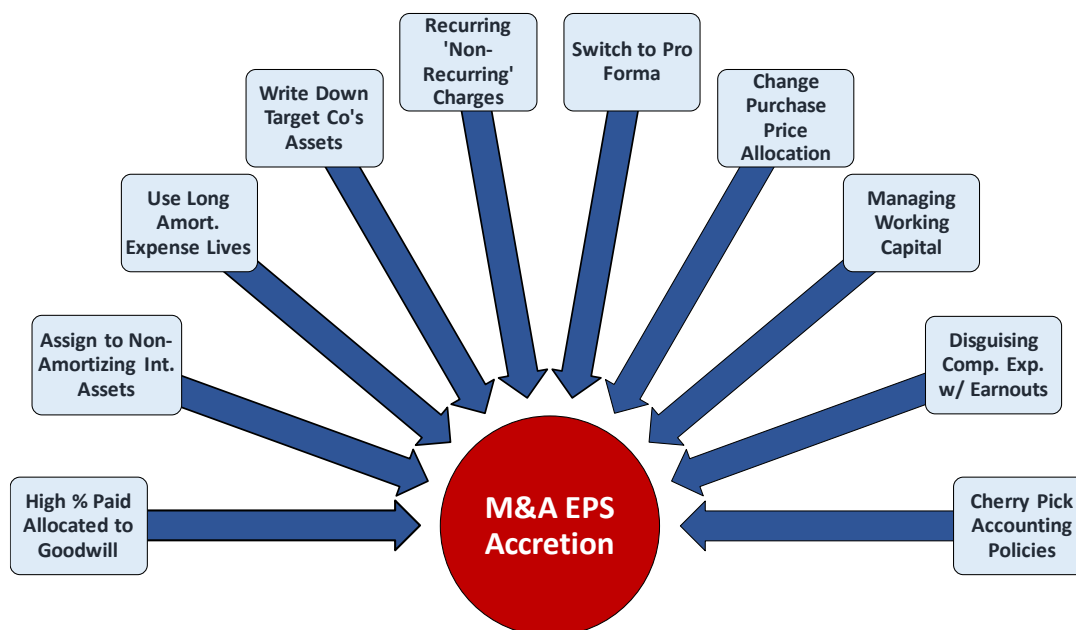 Recurring
'Non-
Recurring'
Charges
Switch to Pro
Forma
Write Down
Target Co's
Assets
Change
Purchase
Price
Allocation
Use Long
Amort.
Expense Lives
Managing
Working
Capital
Assign to Non-
Amortizing Int.
Assets
Disguising
Comp. Exp.
w/ Earnouts
High % Paid
Allocated to
Goodwill
M&A EPS
Accretion
Cherry Pick
Accounting
Policies